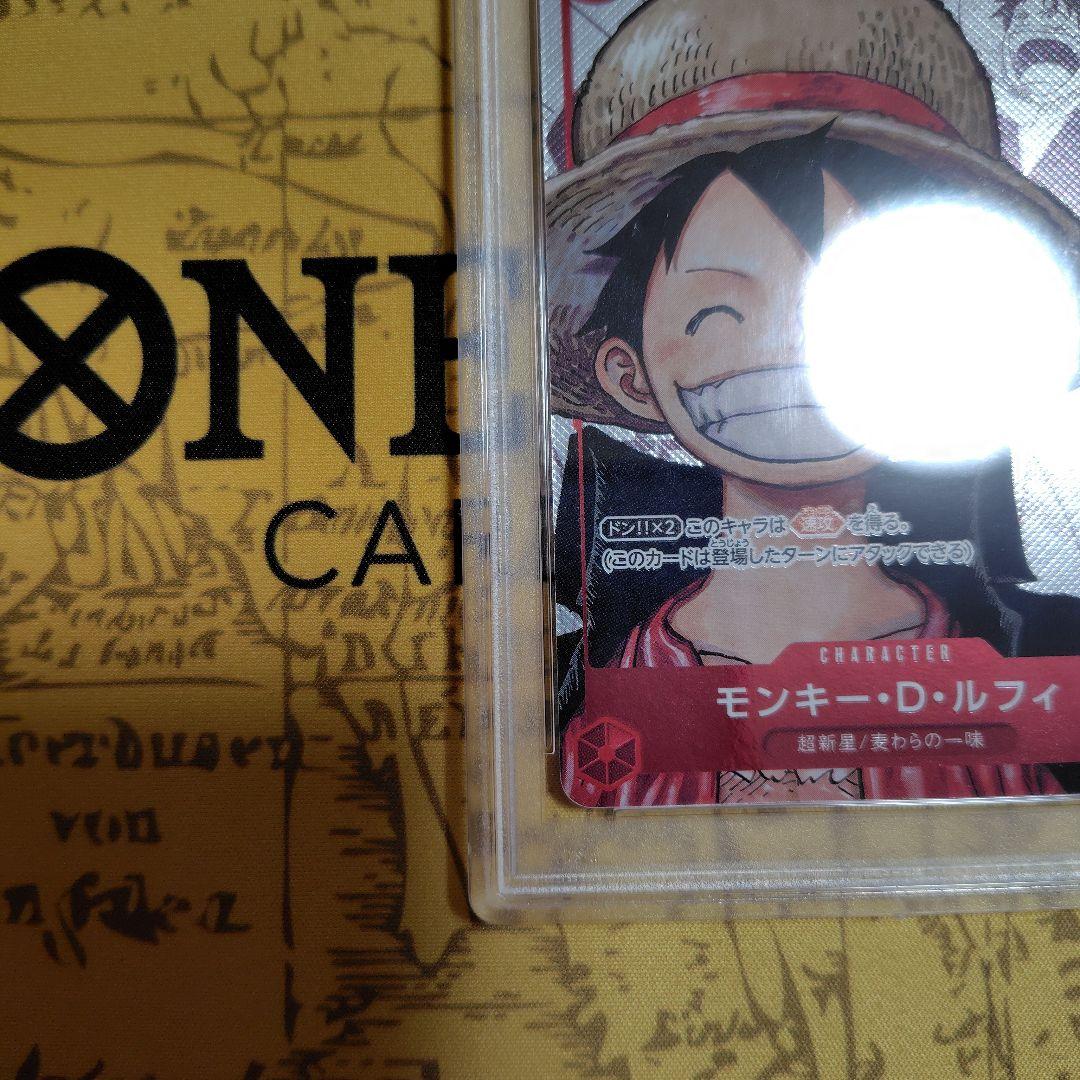 ONE
CAR
ドン!!×2 このキャラは 速攻 を得る。
(このカードは登場したターンにアタックできる)
CHARACTER
モンキー・D・ルフィ
超新星/麦わらの一味